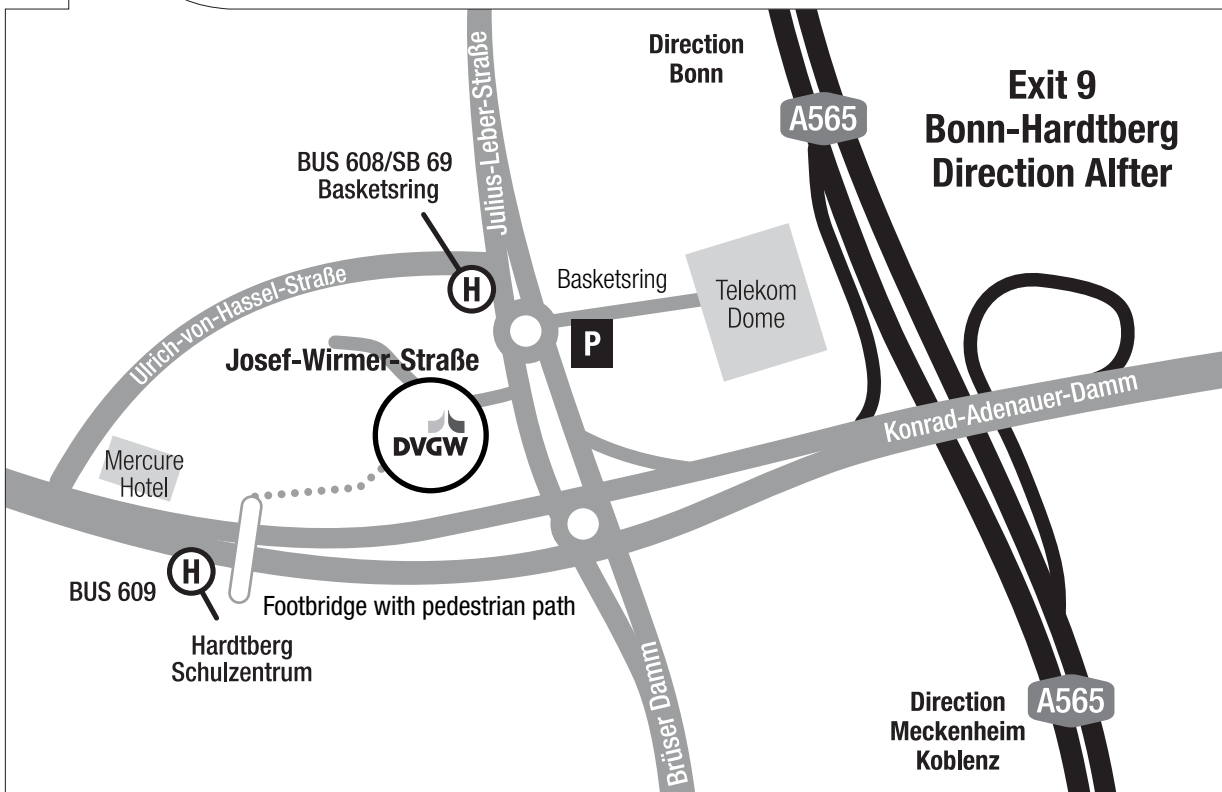 Direction
Bonn
A565
Exit 9
Bonn-Hardtberg
Direction Alfter
Julius-Leber-Straße
BUS 608/SB 69
Basketsring
H
Ulrich-von-Hassel-Straße
Basketsring
Telekom
Dome
P
Josef-Wirmer-Straße
DVGW
Konrad-Adenauer-Damm
Mercure
Hotel
H
BUS 609
Footbridge with pedestrian path
Hardtberg
Schulzentrum
Brüser Damm
Direction
Meckenheim
Koblenz
A565